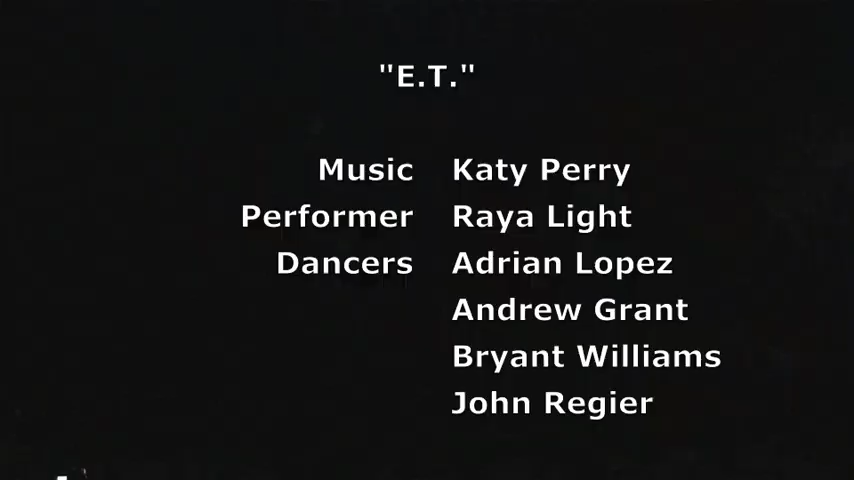 "E.T."
Music Katy Perry
Performer Raya Light
Dancers Adrian Lopez
Andrew Grant
Bryant Williams
John Regier